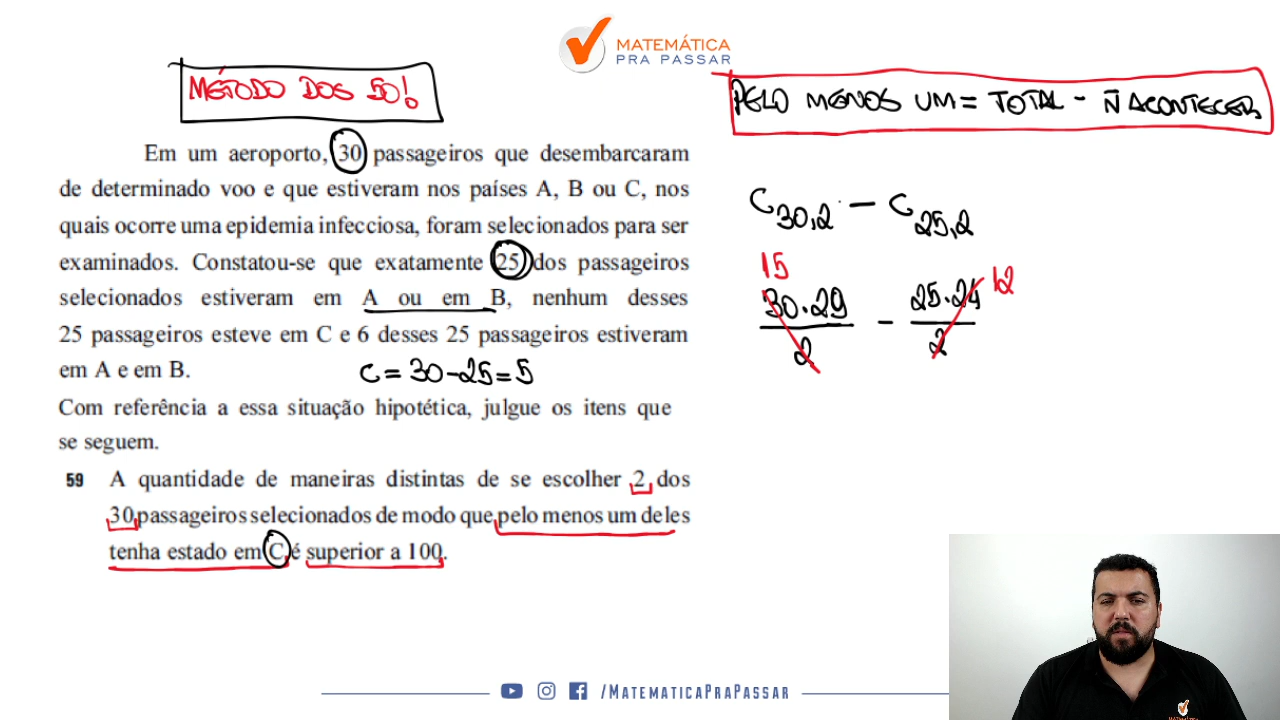 MATEMÁTICA
PRA PASSAR
MÉTODO DOS 50!
PELO MENOS UM = TOTAL - Ñ ACONTECER
Em um aeroporto, 30 passageiros que desembarcaram
de determinado voo e que estiveram nos países A, B ou C, nos
quais ocorre uma epidemia infecciosa, foram selecionados para ser
examinados. Constatou-se que exatamente 25 dos passageiros
selecionados estiveram em A ou em B, nenhum desses
25 passageiros esteve em C e 6 desses 25 passageiros estiveram
em A e em B.
C = 30 - 25 = 5
Com referência a essa situação hipotética, julgue os itens que
se seguem.
59 A quantidade de maneiras distintas de se escolher 2 dos
30 passageiros selecionados de modo que pelo menos um deles
tenha estado em C é superior a 100.
C30,2 - C25,2
15
30.29 - 25.24 12
2 2
/MATEMATICAPRAPASSAR